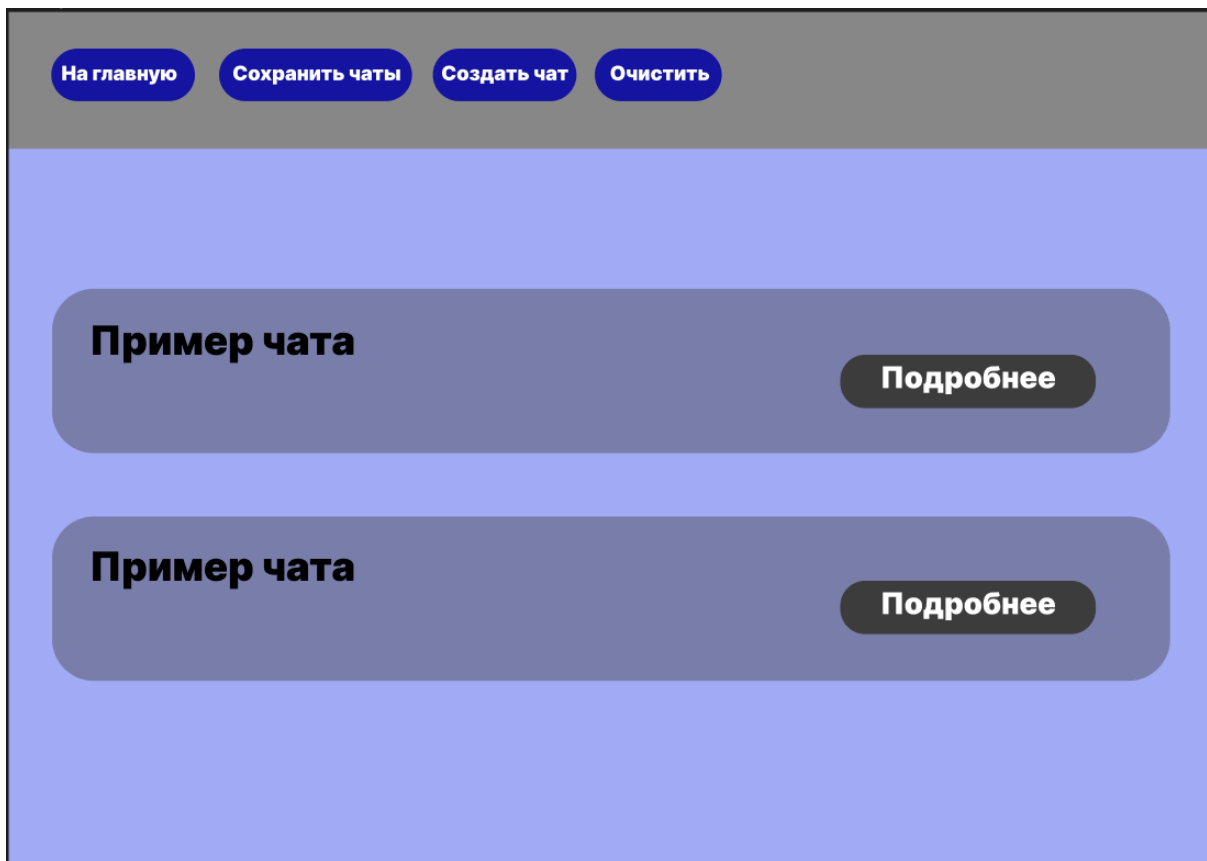 На главную Сохранить чаты Создать чат Очистить
Пример чата
Подробнее
Пример чата
Подробнее